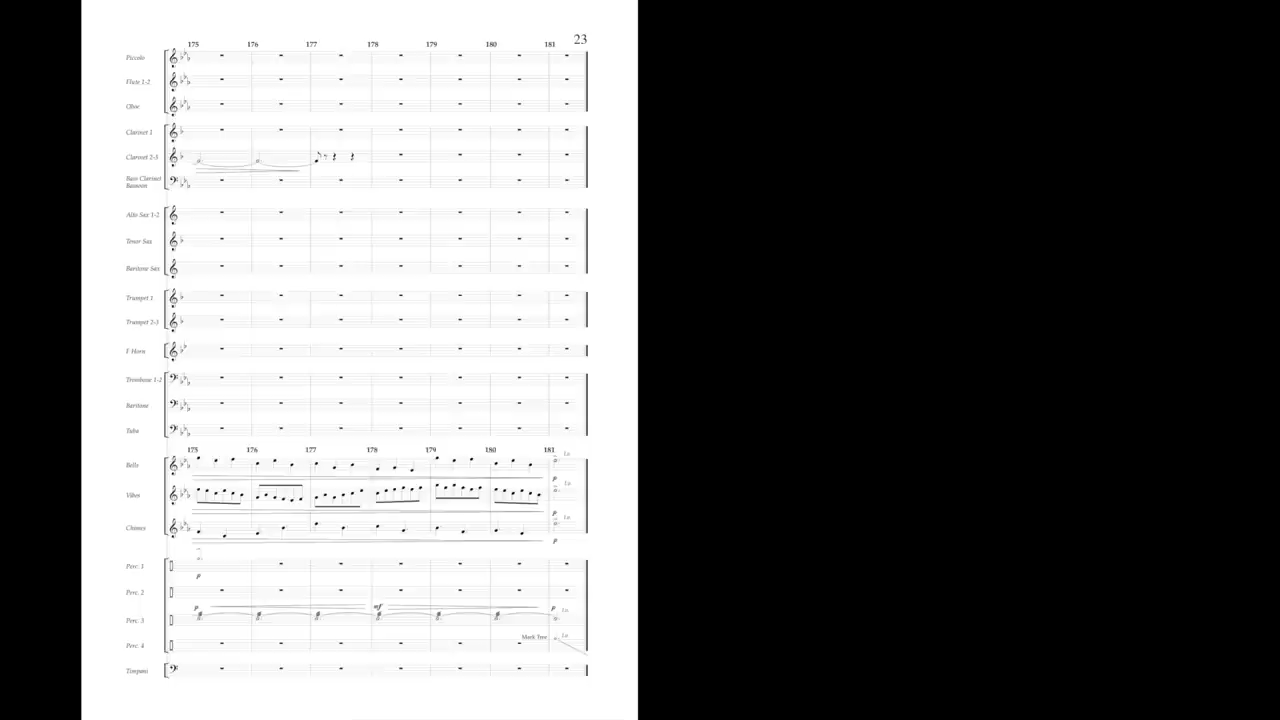 23
175 176 177 178 179 180 181
Piccolo
Flute 1-2
Oboe
Clarinet 1
Clarinet 2-3
Bass Clarinet
Bassoon
Alto Sax 1-2
Tenor Sax
Baritone Sax
Trumpet 1
Trumpet 2-3
F Horn
Trombone 1-2
Baritone
Tuba
175 176 177 178 179 180 181
l.v.
Bells
p
l.v.
Vibes
p
l.v.
Chimes
p
Perc. 1
p
Perc. 2
p mf p
l.v.
Perc. 3
Mark Tree l.v.
Perc. 4
Timpani